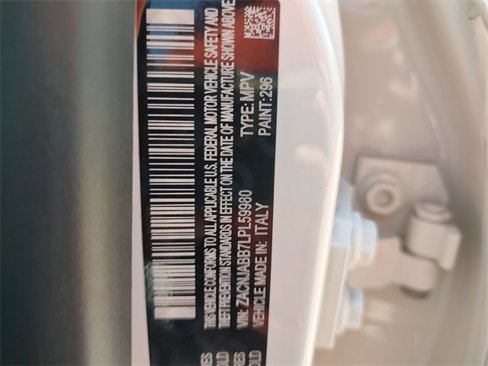 THIS VEHICLE CONFORMS TO ALL APPLICABLE U.S. FEDERAL MOTOR VEHICLE SAFETY AND
THEFT PREVENTION STANDARDS IN EFFECT ON THE DATE OF MANUFACTURE SHOWN ABOVE
VIN: ZACNJABB7LPL59980 TYPE: MPV
VEHICLE MADE IN: ITALY PAINT: 296